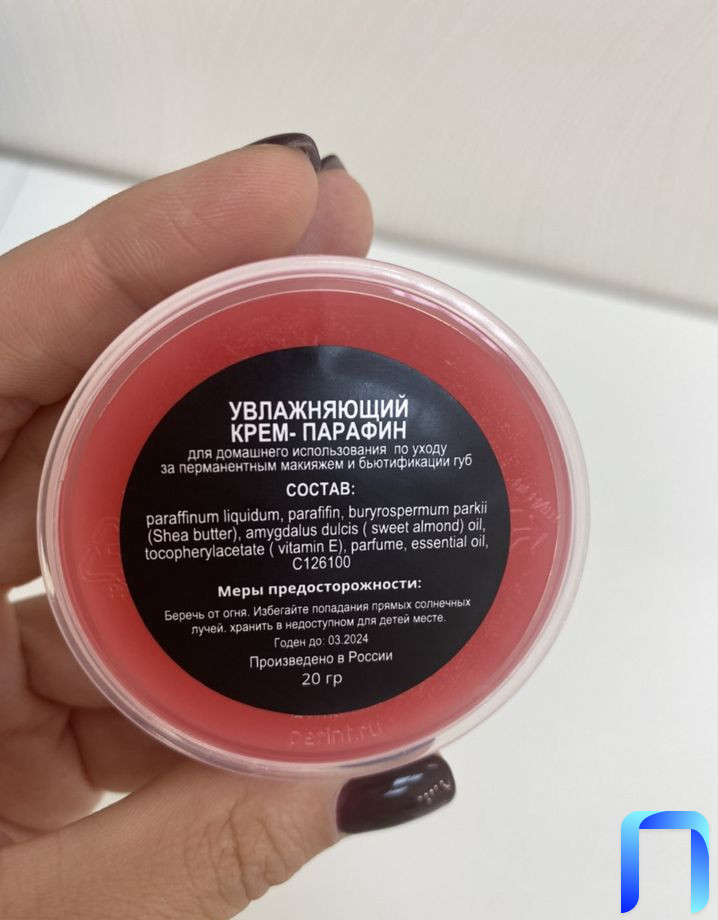 УВЛАЖНЯЮЩИЙ
КРЕМ- ПАРАФИН
для домашнего использования по уходу
за перманентным макияжем и бьютификации губ
СОСТАВ:
paraffinum liquidum, parafifin, buryrospermum parkii
(Shea butter), amygdalus dulcis ( sweet almond) oil,
tocopherylacetate ( vitamin E), parfume, essential oil,
C126100
Меры предосторожности:
Беречь от огня. Избегайте попадания прямых солнечных
лучей. хранить в недоступном для детей месте.
Годен до: 03.2024
Произведено в России
20 гр
perint.ru